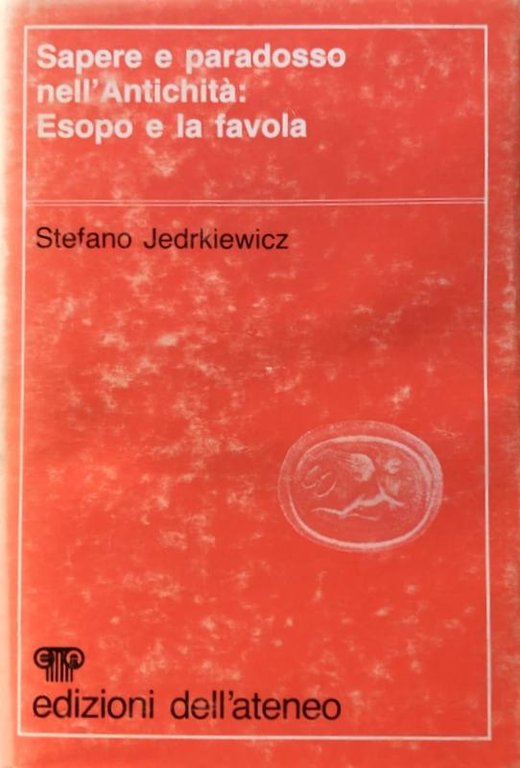 Sapere e paradosso
nell'Antichità:
Esopo e la favola
Stefano Jedrkiewicz
edizioni dell'ateneo